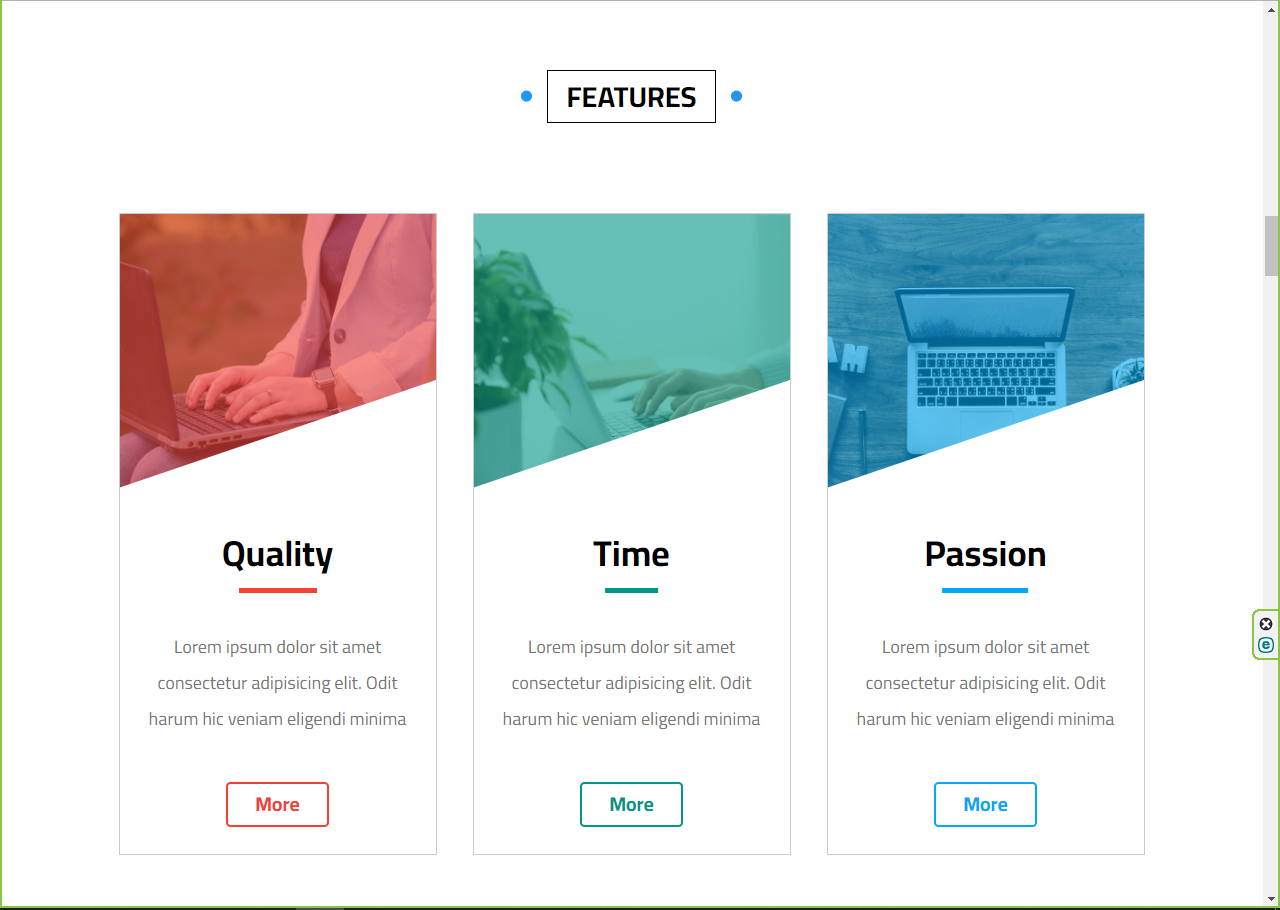 FEATURES
Quality
Lorem ipsum dolor sit amet
consectetur adipisicing elit. Odit
harum hic veniam eligendi minima
More
Time
Lorem ipsum dolor sit amet
consectetur adipisicing elit. Odit
harum hic veniam eligendi minima
More
Passion
Lorem ipsum dolor sit amet
consectetur adipisicing elit. Odit
harum hic veniam eligendi minima
More
M
e